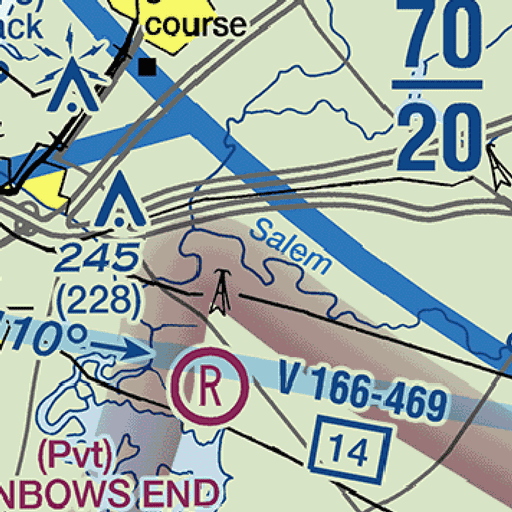 course
70
20
Salem
245
(228)
110°
R
V 166-469
14
(Pvt)
NBOWS END